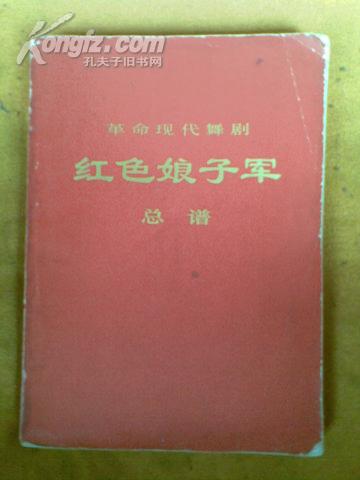 Kongfz.com
孔夫子旧书网
革命现代舞剧
红色娘子军
总谱